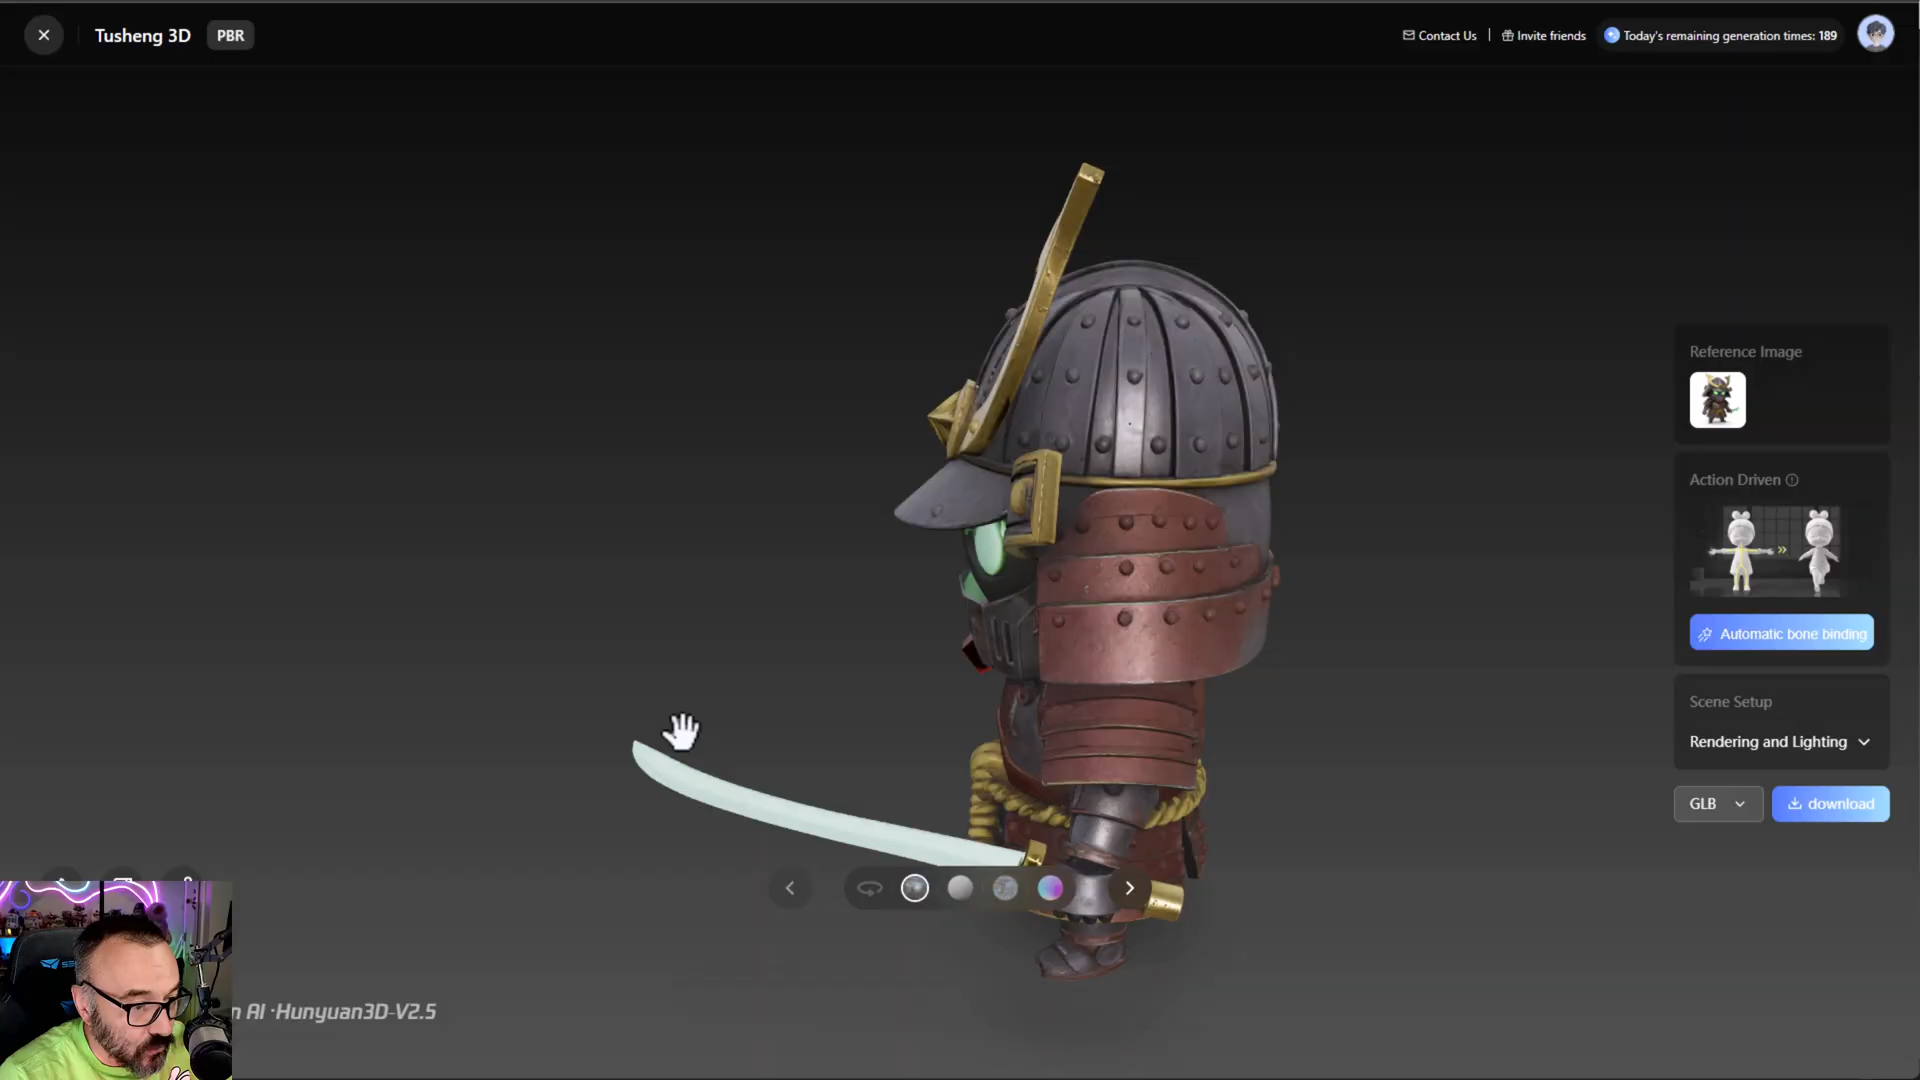 Tusheng 3D PBR
Contact Us | Invite friends Today's remaining generation times: 189
Reference Image
Action Driven
Automatic bone binding
Scene Setup
Rendering and Lighting
GLB download
AI · Hunyuan3D-V2.5